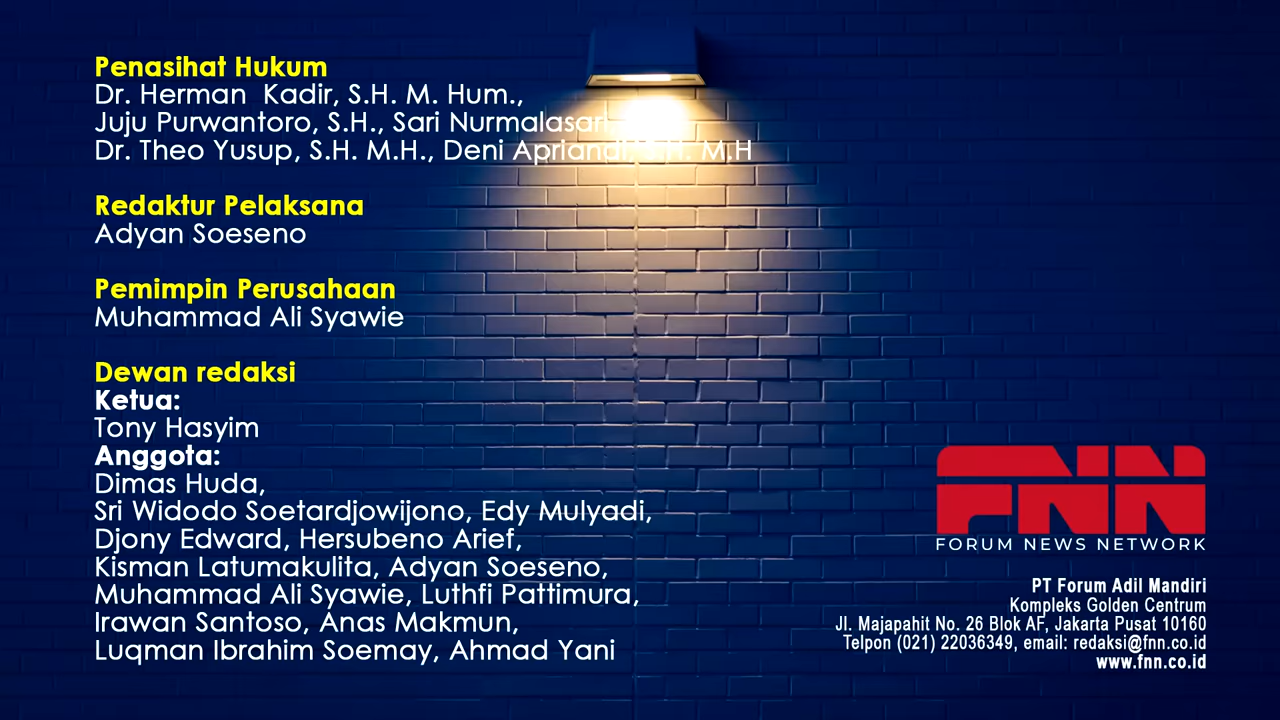 Penasihat Hukum
Dr. Herman Kadir, S.H. M. Hum.,
Juju Purwantoro, S.H., Sari Nurmalasari,
Dr. Theo Yusup, S.H. M.H., Deni Apriandi, S.H. M.H
Redaktur Pelaksana
Adyan Soeseno
Pemimpin Perusahaan
Muhammad Ali Syawie
Dewan redaksi
Ketua:
Tony Hasyim
Anggota:
Dimas Huda,
Sri Widodo Soetardjowijono, Edy Mulyadi,
Djony Edward, Hersubeno Arief,
Kisman Latumakulita, Adyan Soeseno,
Muhammad Ali Syawie, Luthfi Pattimura,
Irawan Santoso, Anas Makmun,
Luqman Ibrahim Soemay, Ahmad Yani
FNN
FORUM NEWS NETWORK
PT Forum Adil Mandiri
Kompleks Golden Centrum
Jl. Majapahit No. 26 Blok AF, Jakarta Pusat 10160
Telpon (021) 22036349, email: redaksi@fnn.co.id
www.fnn.co.id